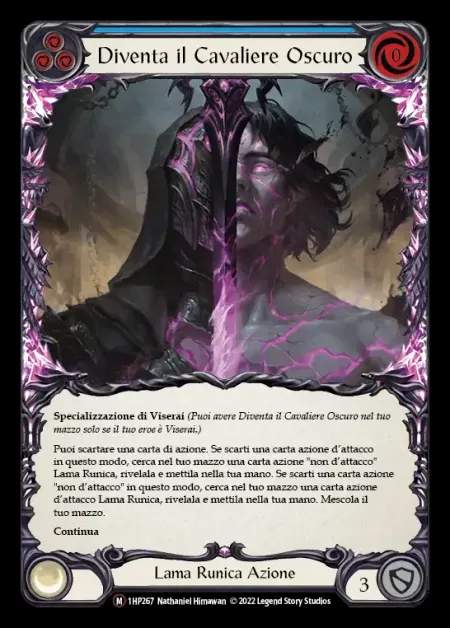 Diventa il Cavaliere Oscuro
0
Specializzazione di Viserai (Puoi avere Diventa il Cavaliere Oscuro nel tuo
mazzo solo se il tuo eroe è Viserai.)
Puoi scartare una carta di azione. Se scarti una carta azione d'attacco
in questo modo, cerca nel tuo mazzo una carta azione "non d'attacco"
Lama Runica, rivelala e mettila nella tua mano. Se scarti una carta azione
"non d'attacco" in questo modo, cerca nel tuo mazzo una carta azione
d'attacco Lama Runica, rivelala e mettila nella tua mano. Mescola il
tuo mazzo.
Continua
Lama Runica Azione
3
M 1HP267 Nathaniel Himawan © 2022 Legend Story Studios